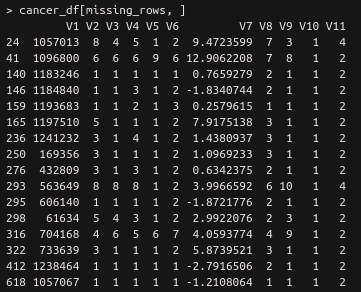 > cancer_df[missing_rows, ]
V1 V2 V3 V4 V5 V6 V7 V8 V9 V10 V11
24 1057013 8 4 5 1 2 9.4723599 7 3 1 4
41 1096800 6 6 6 9 6 12.9062208 7 8 1 2
140 1183246 1 1 1 1 1 0.7659279 2 1 1 2
146 1184840 1 1 3 1 2 -1.8340744 2 1 1 2
159 1193683 1 1 2 1 3 0.2579615 1 1 1 2
165 1197510 5 1 1 1 2 7.9175138 3 1 1 2
236 1241232 3 1 4 1 2 1.4380937 3 1 1 2
250 169356 3 1 1 1 2 1.0969233 3 1 1 2
276 432809 3 1 3 1 2 0.6342375 2 1 1 2
293 563649 8 8 8 1 2 3.9966592 6 10 1 4
295 606140 1 1 1 1 2 -1.8721776 2 1 1 2
298 61634 5 4 3 1 2 2.9922076 2 3 1 2
316 704168 4 6 5 6 7 4.0593774 4 9 1 2
322 733639 3 1 1 1 2 5.8739521 3 1 1 2
412 1238464 1 1 1 1 1 -2.7916506 2 1 1 2
618 1057067 1 1 1 1 1 -1.2108064 1 1 1 2